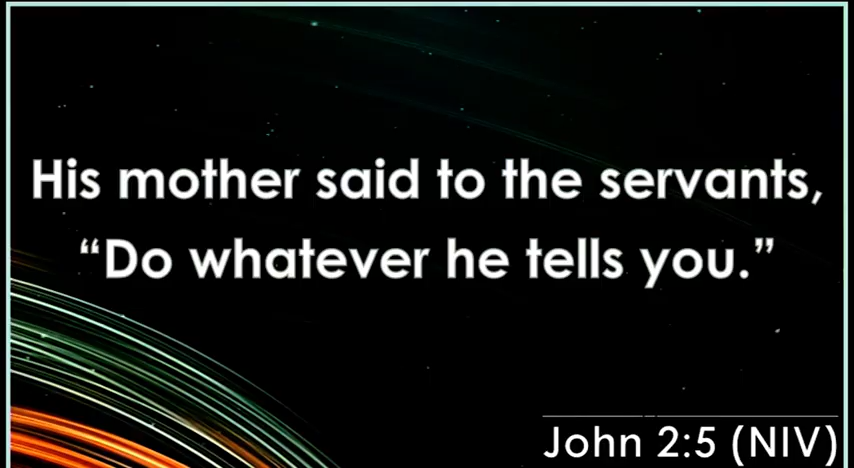 His mother said to the servants,
“Do whatever he tells you.”
John 2:5 (NIV)